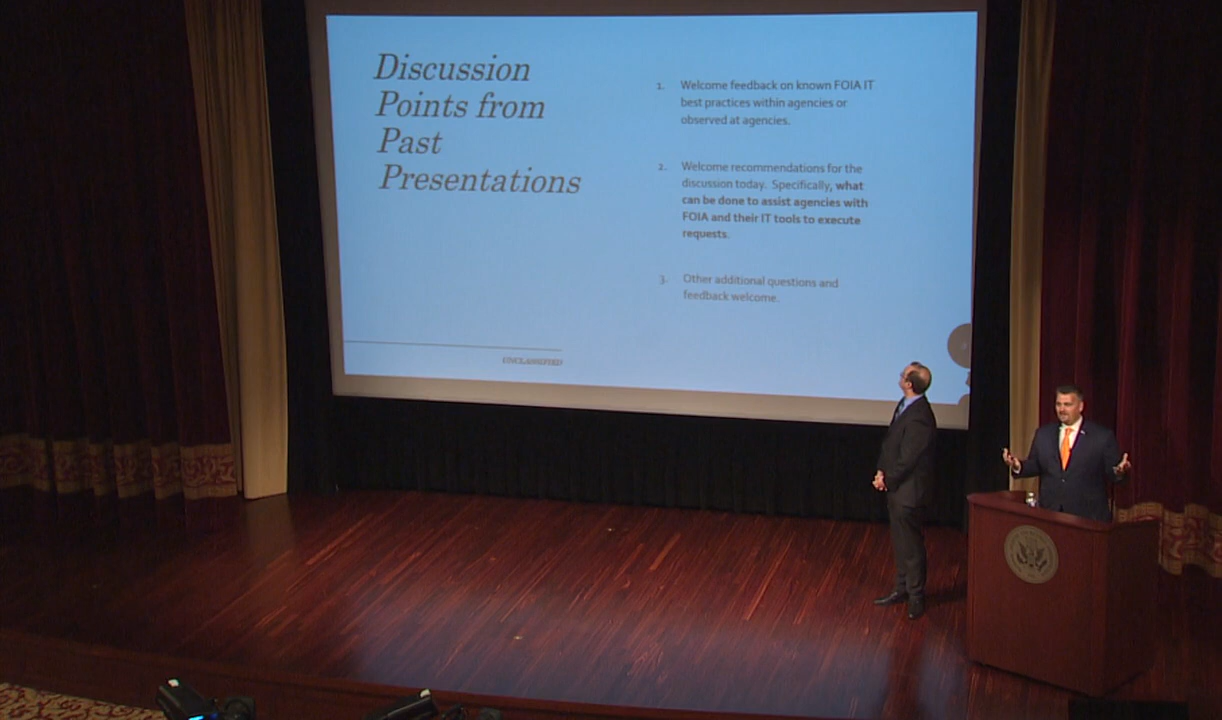 Discussion
Points from
Past
Presentations
1. Welcome feedback on known FOIA IT
best practices within agencies or
observed at agencies.
2. Welcome recommendations for the
discussion today. Specifically, what
can be done to assist agencies with
FOIA and their IT tools to execute
requests.
3. Other additional questions and
feedback welcome.
UNCLASSIFIED